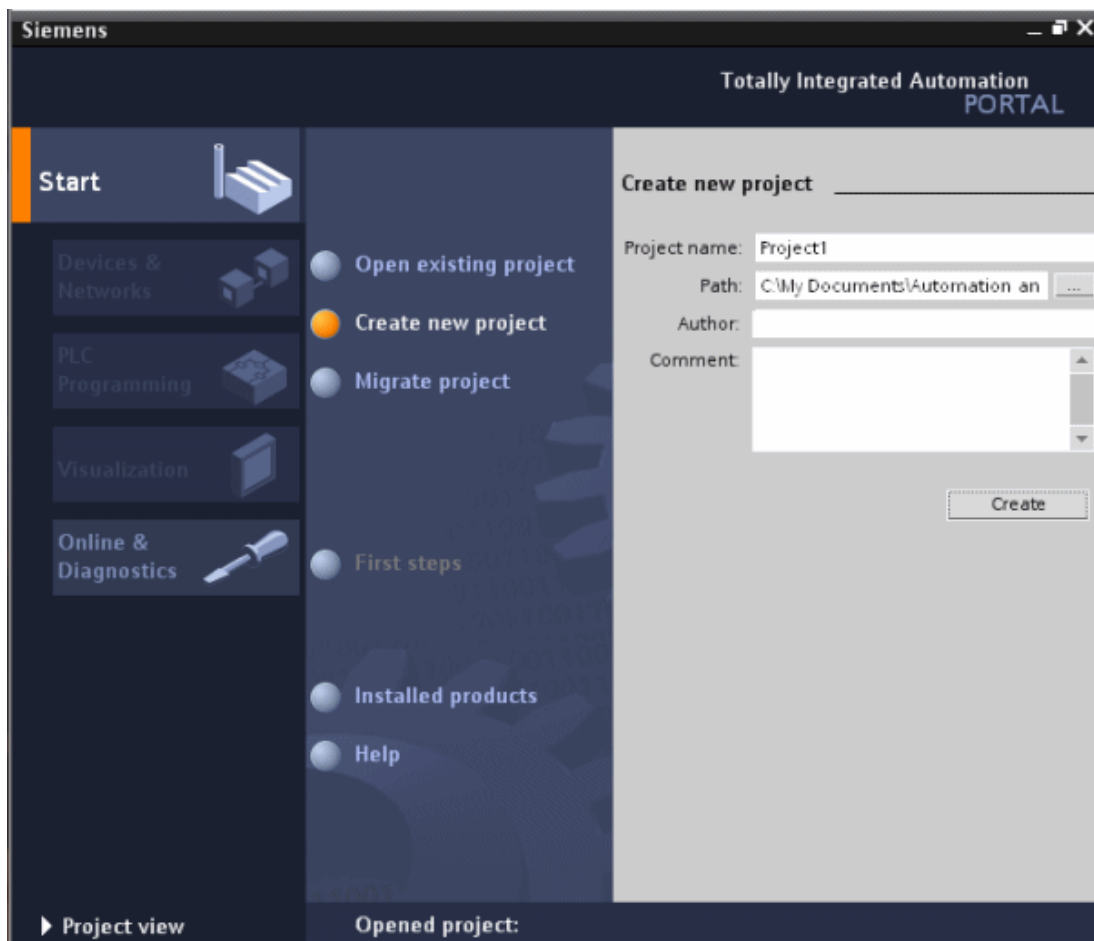 Siemens
Totally Integrated Automation
PORTAL
Start
Devices &
Networks
PLC
Programming
Visualization
Online &
Diagnostics
Open existing project
Create new project
Migrate project
First steps
Installed products
Help
Create new project
Project name: Project1
Path: C:\My Documents\Automation an ...
Author:
Comment:
Create
Project view
Opened project: